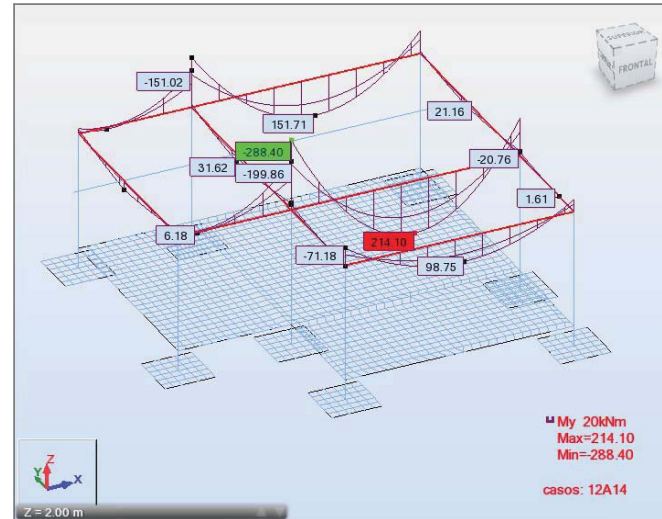 SUPERIOR
FRONTAL
-151.02
151.71
21.16
-288.40
31.62
-199.86
-20.76
1.61
6.18
214.10
-71.18
98.75
My 20kNm
Max=214.10
Min=-288.40
casos: 12A14
Z
Y
X
Z = 2.00 m